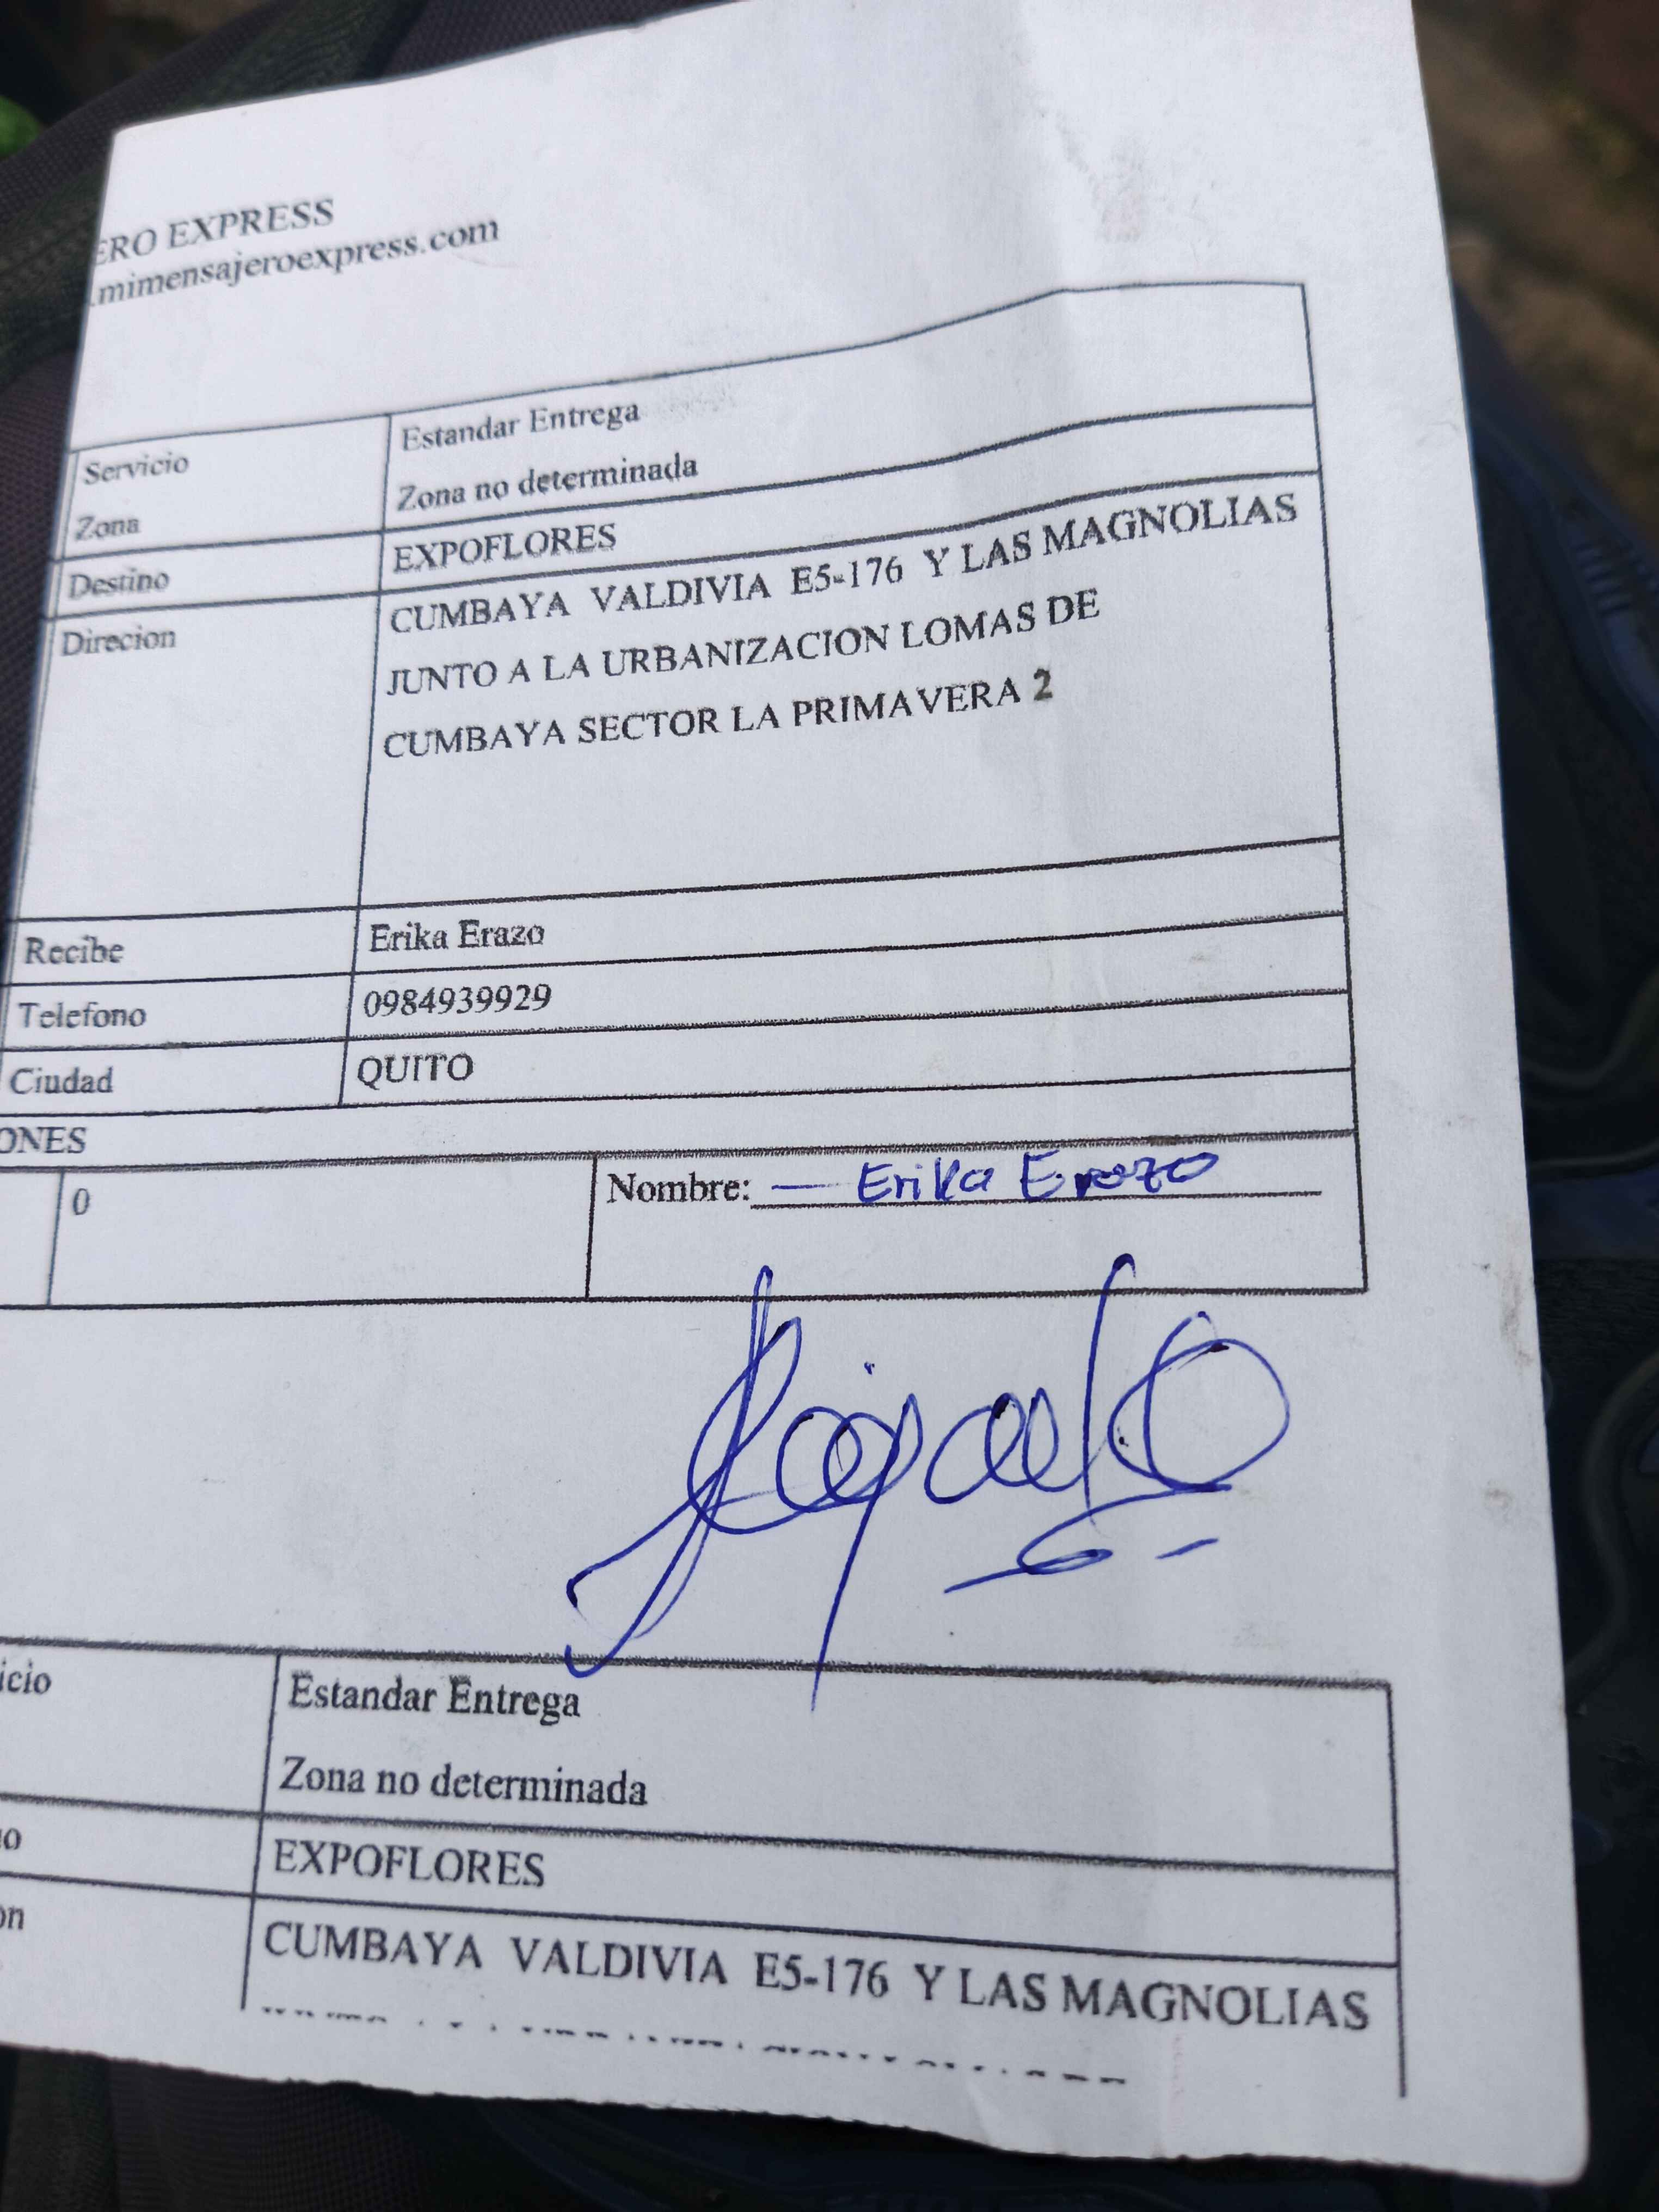 ERO EXPRESS
.mimensajeroexpress.com
Servicio Estandar Entrega
Zona Zona no determinada
Destino EXPOFLORES
Direcion CUMBAYA VALDIVIA E5-176 Y LAS MAGNOLIAS
JUNTO A LA URBANIZACION LOMAS DE
CUMBAYA SECTOR LA PRIMAVERA 2
Recibe Erika Erazo
Telefono 0984939929
Ciudad QUITO
ONES
0 Nombre: Erika Erazo
icio Estandar Entrega
Zona no determinada
o EXPOFLORES
on CUMBAYA VALDIVIA E5-176 Y LAS MAGNOLIAS